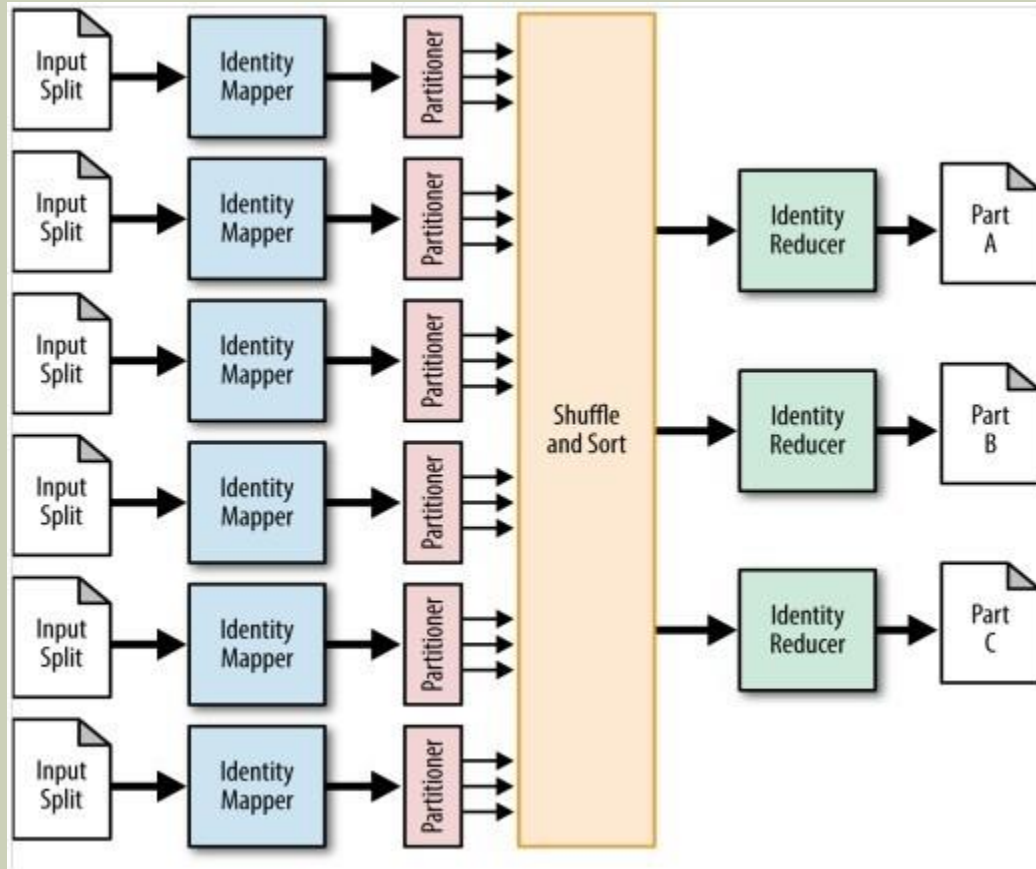 Input
Split
Identity
Mapper
Partitioner
Input
Split
Identity
Mapper
Partitioner
Input
Split
Identity
Mapper
Partitioner
Input
Split
Identity
Mapper
Partitioner
Input
Split
Identity
Mapper
Partitioner
Input
Split
Identity
Mapper
Partitioner
Shuffle
and Sort
Identity
Reducer
Part
A
Identity
Reducer
Part
B
Identity
Reducer
Part
C